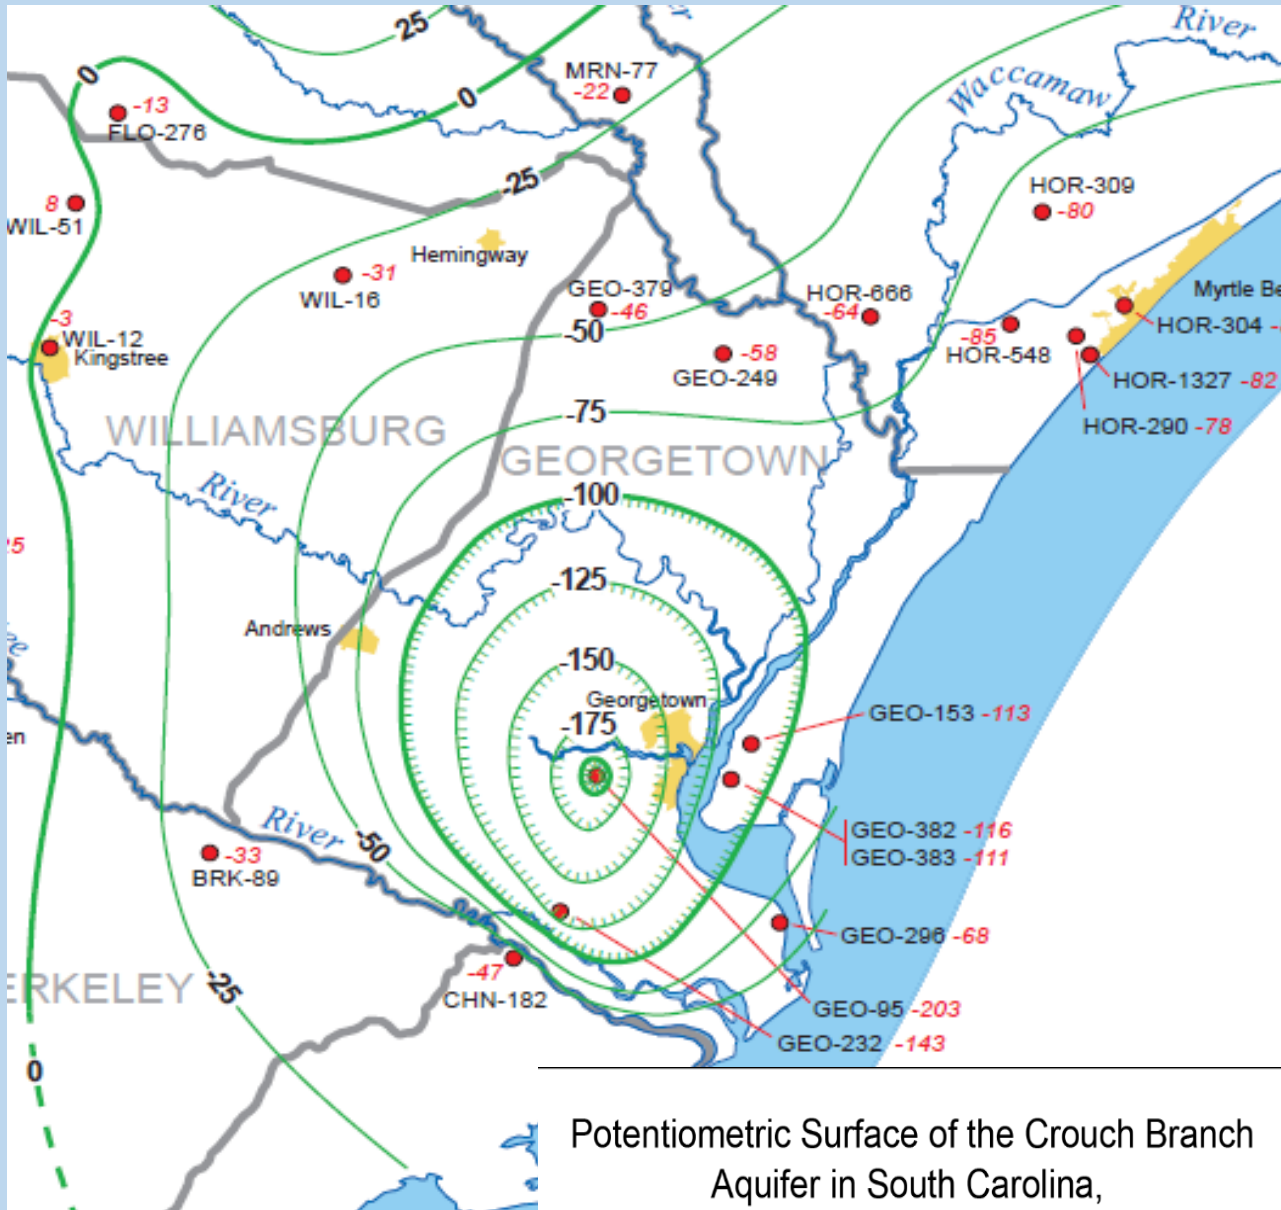 25
River
0
MRN-77
-22
Waccamaw
0
-13
FLO-276
-25
HOR-309
-80
8
WIL-51
Hemingway
-31
WIL-16
GEO-379
-46
HOR-666
-64
Myrtle Be
-3
WIL-12
Kingstree
-50
-85
HOR-548
HOR-304 -
-58
GEO-249
HOR-1327 -82
-75
HOR-290 -78
WILLIAMSBURG
GEORGETOWN
River
-100
25
-125
Andrews
-150
Georgetown
-175
GEO-153 -113
en
River
GEO-382 -116
GEO-383 -111
-50
-33
BRK-89
GEO-296 -68
-47
CHN-182
ERKELEY
-25
GEO-95 -203
GEO-232 -143
0
Potentiometric Surface of the Crouch Branch
Aquifer in South Carolina,